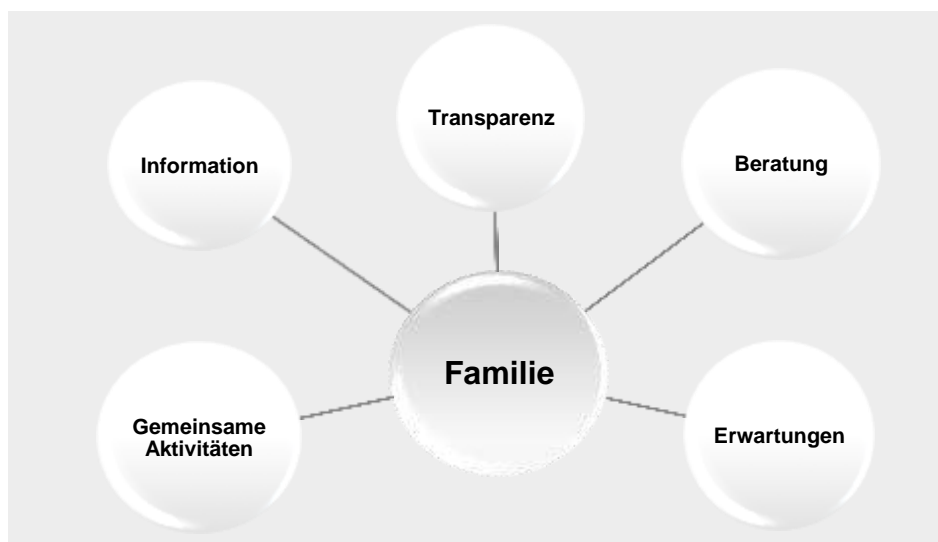 Transparenz
Information
Beratung
Familie
Gemeinsame
Aktivitäten
Erwartungen